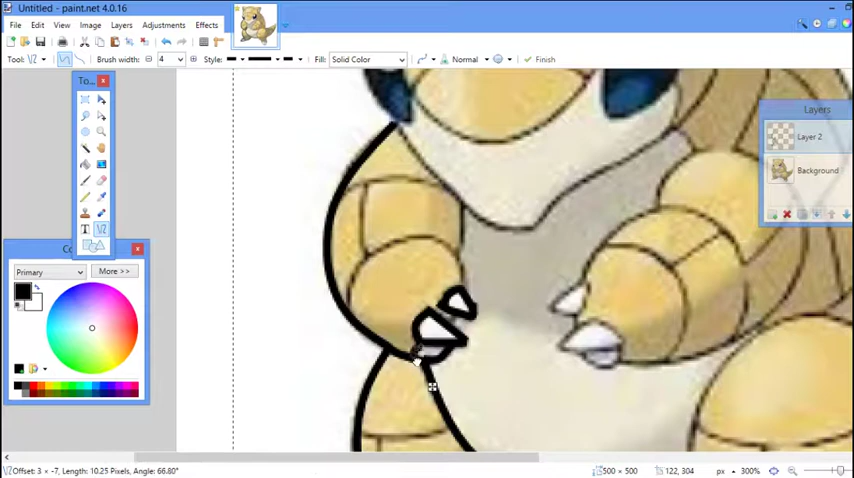 Untitled - paint.net 4.0.16
File Edit View Image Layers Adjustments Effects
Tool: Brush width: 4 Style: Fill: Solid Color Normal Finish
To...
Layers
Layer 2
Background
Primary More >>
Offset: 3 × -7, Length: 10.25 Pixels, Angle: 66.80° 500 × 500 122, 304 px 300%